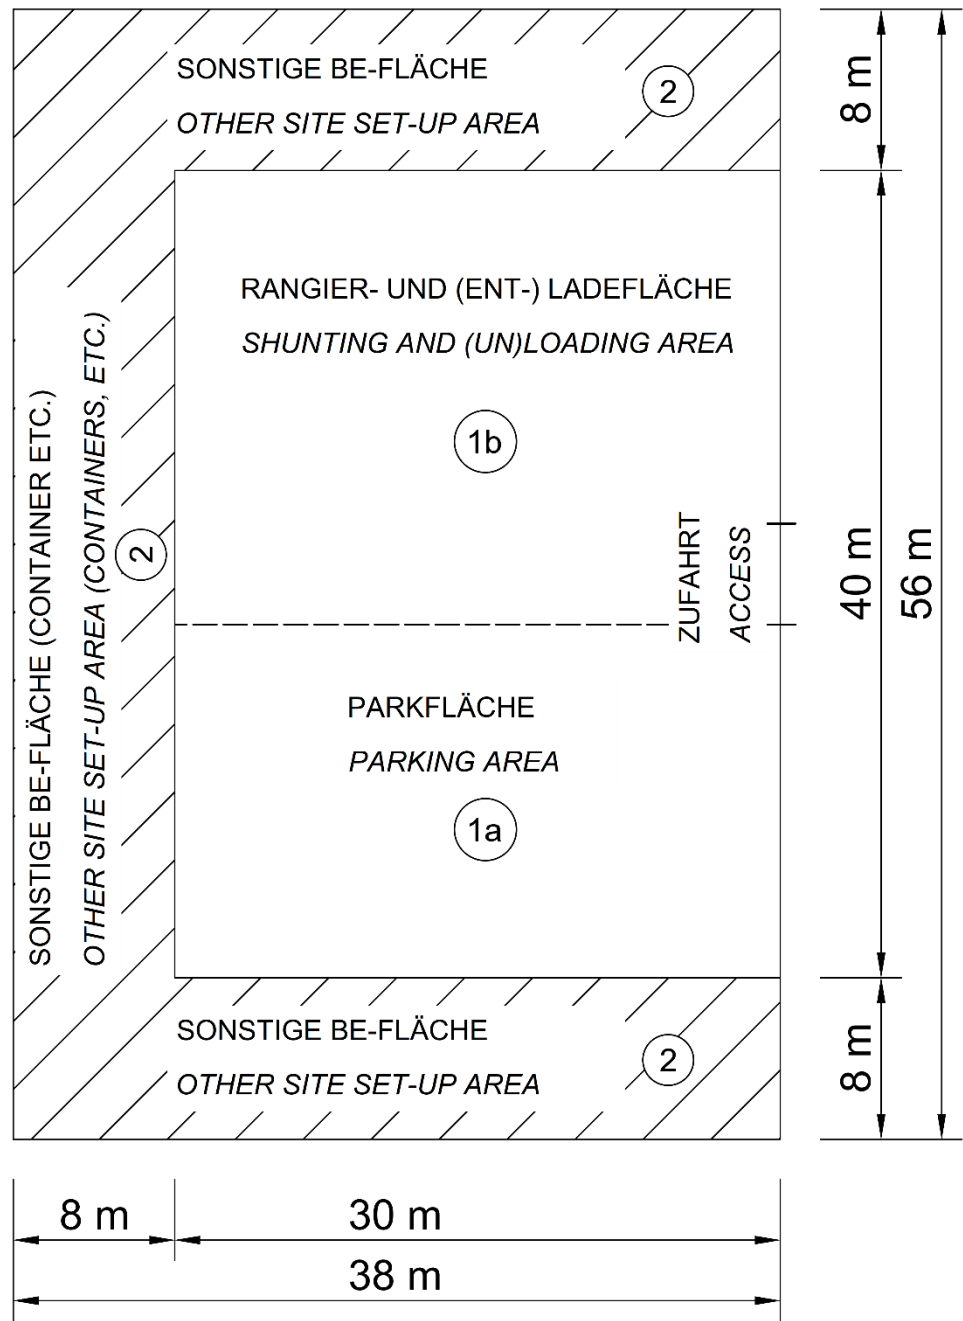 SONSTIGE BE-FLÄCHE
OTHER SITE SET-UP AREA
2
8 m
RANGIER- UND (ENT-) LADEFLÄCHE
SHUNTING AND (UN)LOADING AREA
1b
SONSTIGE BE-FLÄCHE (CONTAINER ETC.)
OTHER SITE SET-UP AREA (CONTAINERS, ETC.)
2
ZUFAHRT
ACCESS
40 m
56 m
PARKFLÄCHE
PARKING AREA
1a
SONSTIGE BE-FLÄCHE
OTHER SITE SET-UP AREA
2
8 m
8 m
30 m
38 m